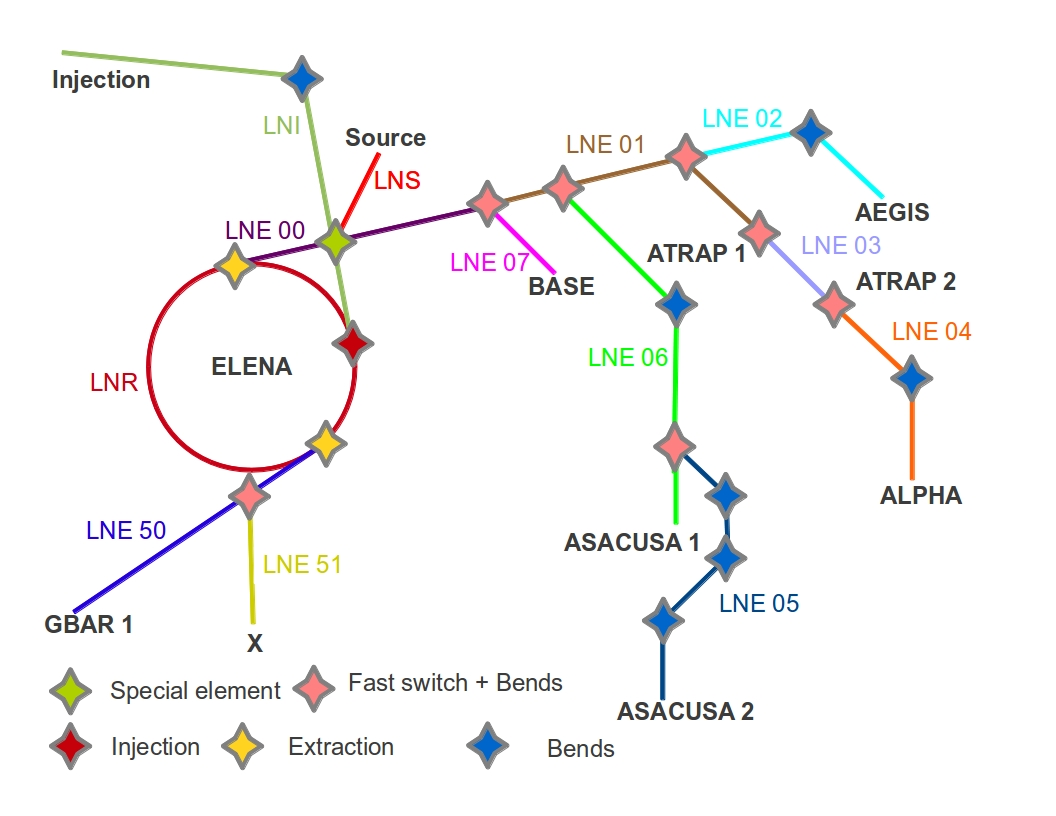 Injection
LNI
Source
LNS
LNE 00
LNE 01
LNE 02
AEGIS
LNE 07
BASE
ATRAP 1
LNE 03
ATRAP 2
LNE 04
ELENA
LNR
LNE 06
ALPHA
LNE 50
LNE 51
ASACUSA 1
LNE 05
GBAR 1
X
ASACUSA 2
Special element
Fast switch + Bends
Injection
Extraction
Bends